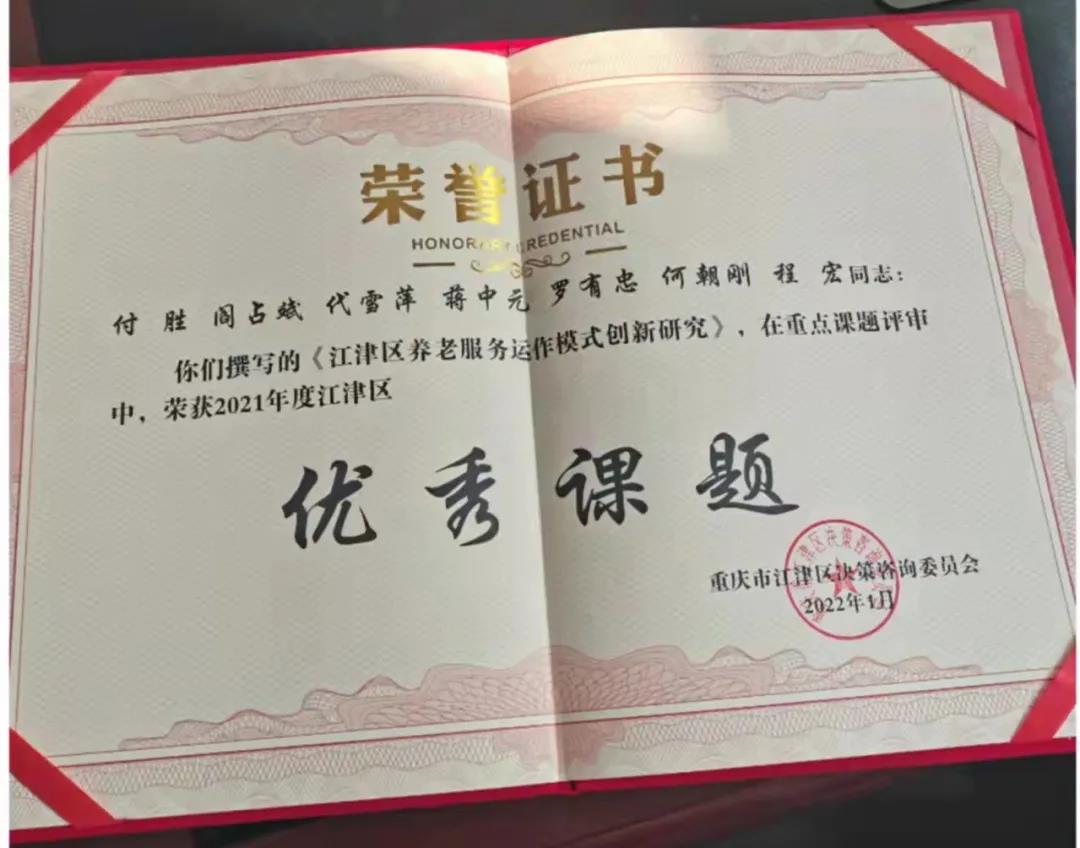 荣誉证书
HONORARY CREDENTIAL
付 胜 阎占斌 代雪萍 蒋中元 罗有忠 何朝刚 程 宏同志：
你们撰写的《江津区养老服务运作模式创新研究》，在重点课题评审
中，荣获2021年度江津区
优秀课题
重庆市江津区决策咨询委员会
2022年1月